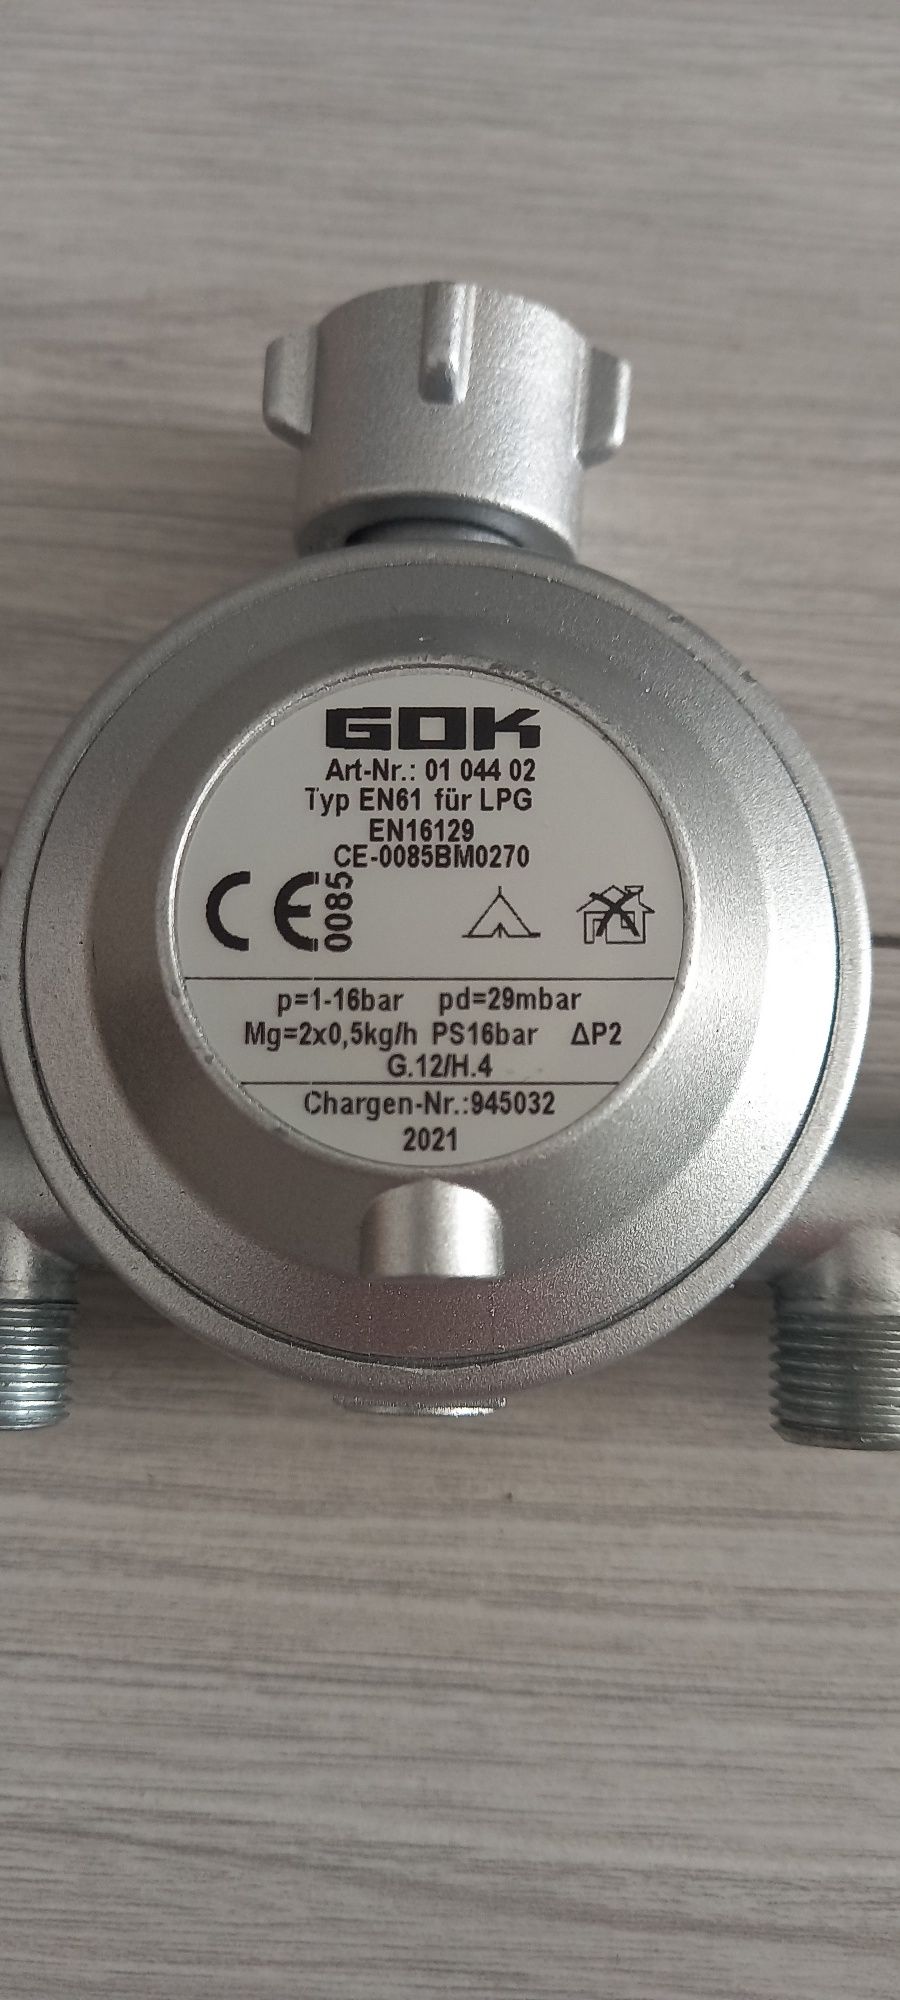 GOK
Art-Nr.: 01 044 02
Typ EN61 für LPG
EN16129
CE-0085BM0270
CE 0085
p=1-16bar pd=29mbar
Mg=2x0,5kg/h PS16bar ΔP2
G.12/H.4
Chargen-Nr.:945032
2021